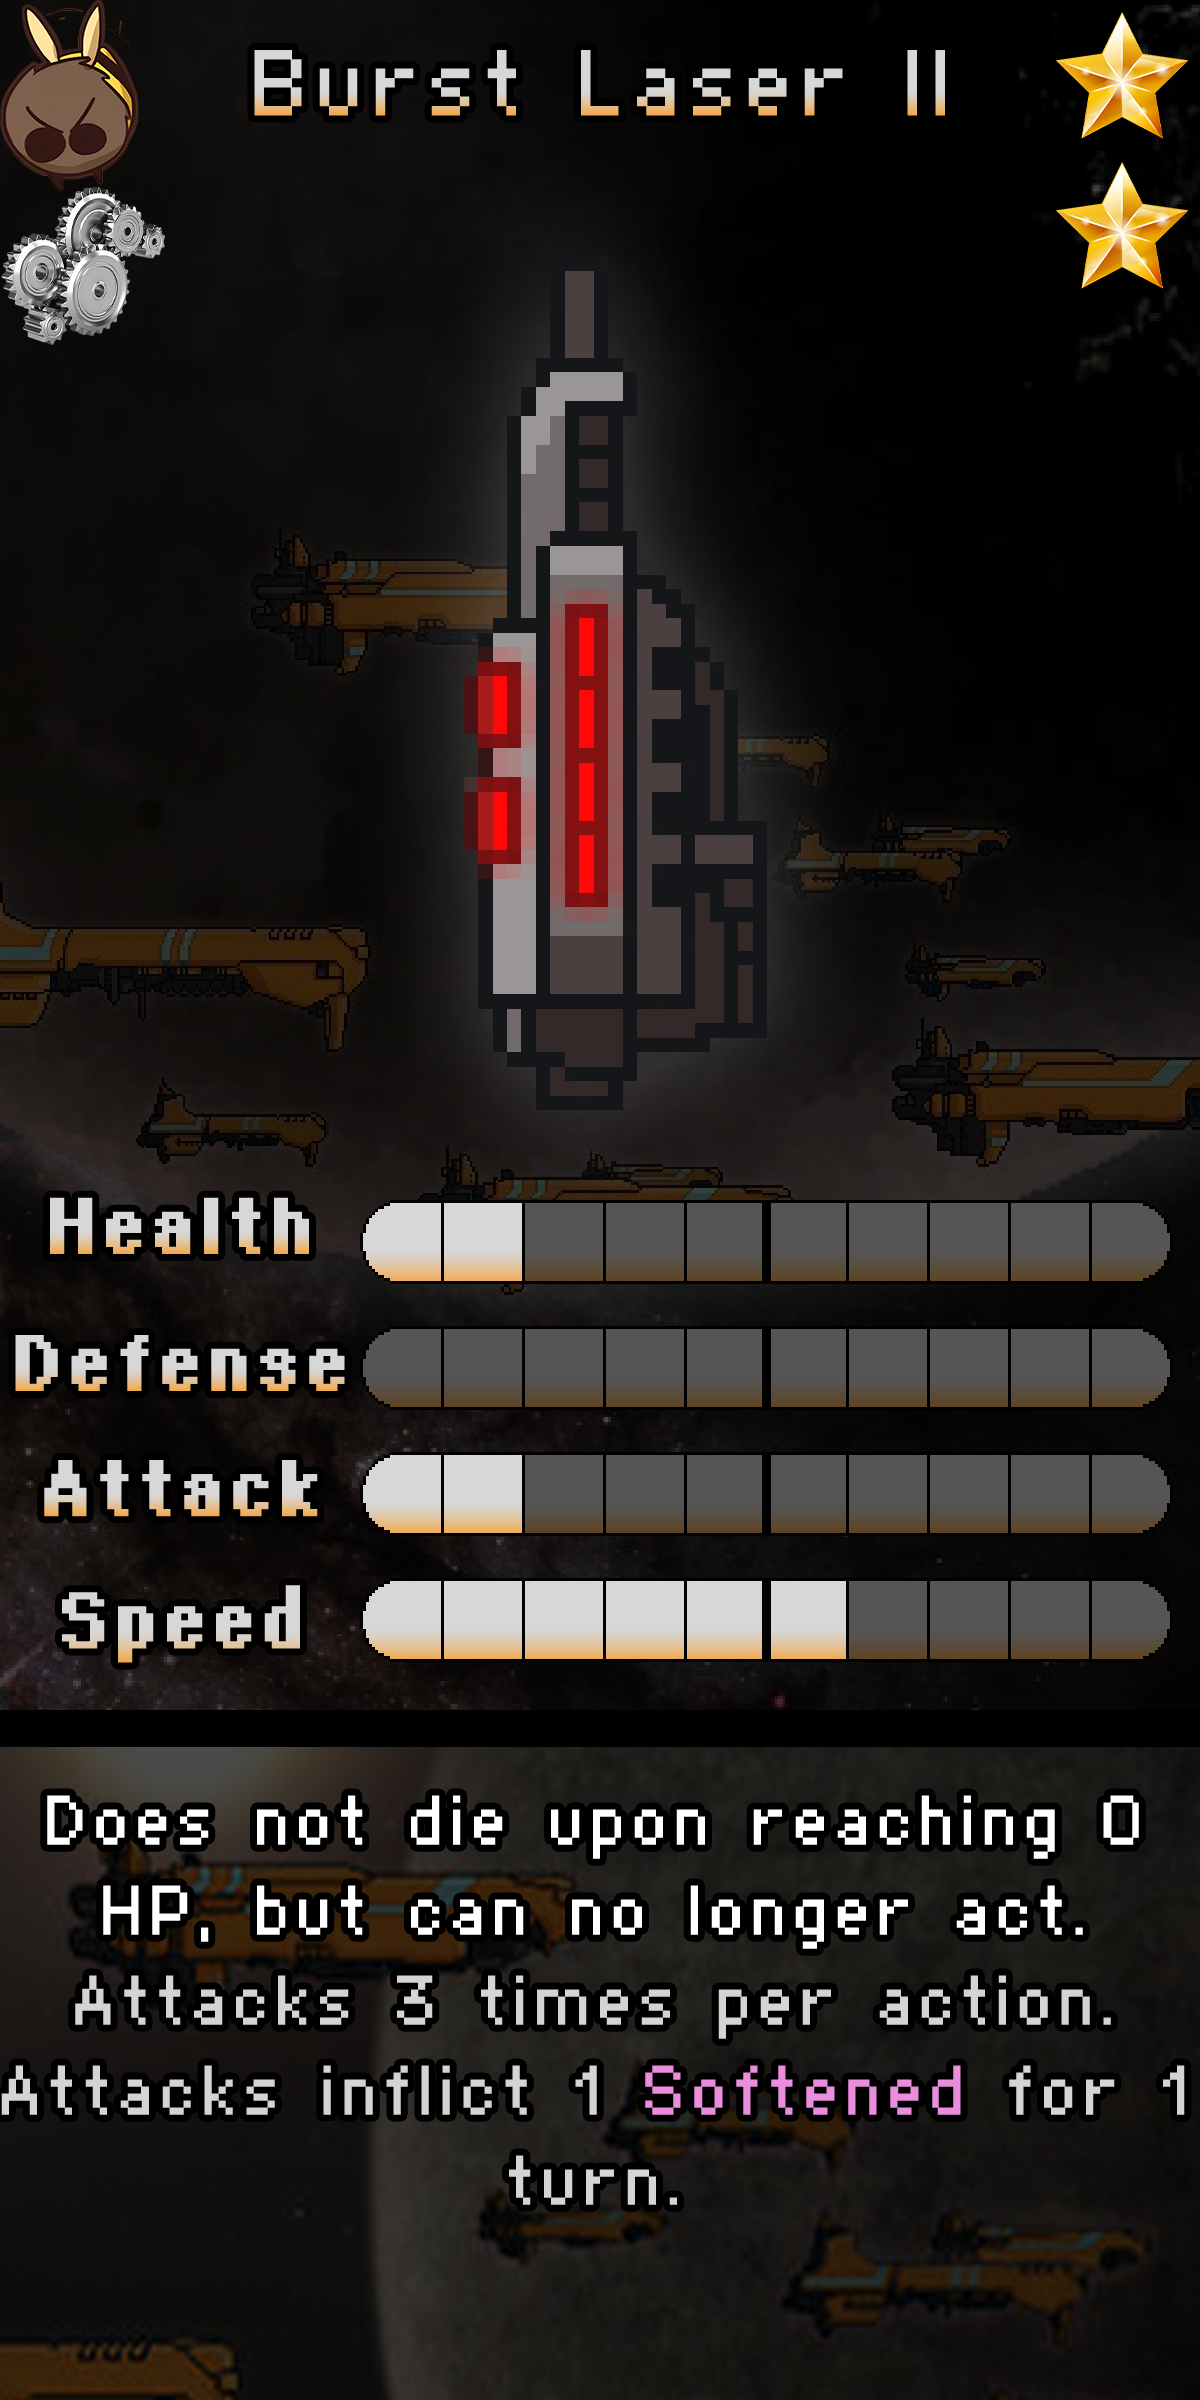 Burst Laser II
Health
Defense
Attack
Speed
Does not die upon reaching 0
HP, but can no longer act.
Attacks 3 times per action.
Attacks inflict 1 Softened for 1
turn.